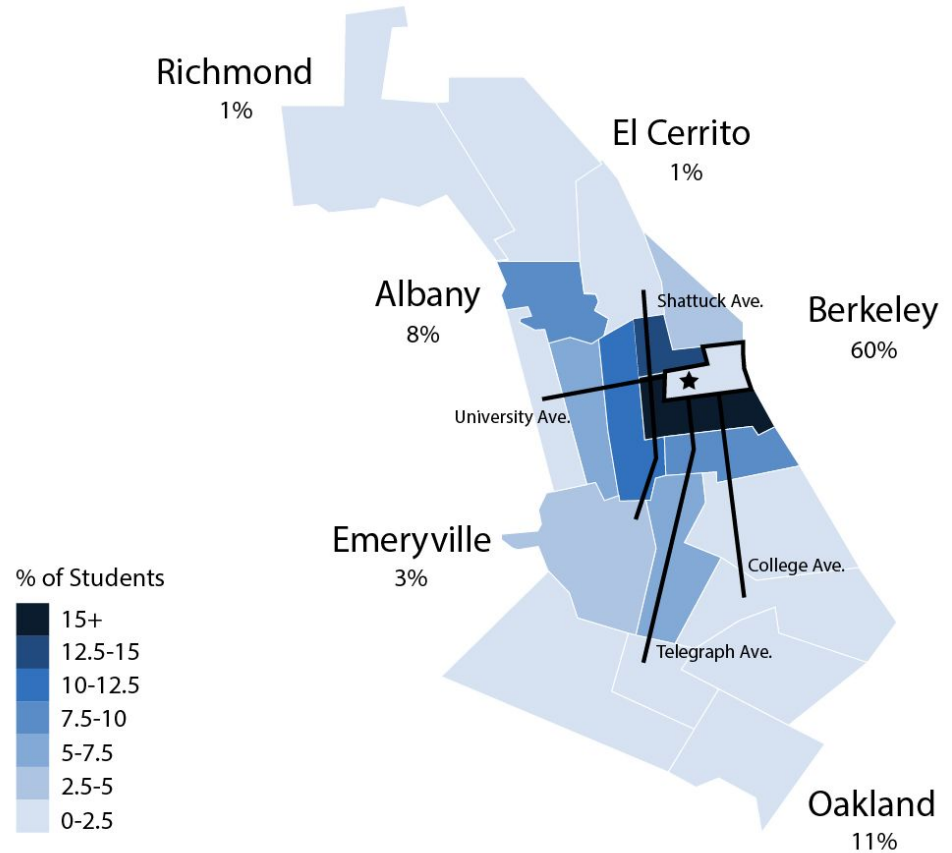 Richmond
1%
El Cerrito
1%
Albany
8%
Shattuck Ave.
Berkeley
60%
University Ave.
Emeryville
3%
College Ave.
Telegraph Ave.
Oakland
11%
% of Students
15+
12.5-15
10-12.5
7.5-10
5-7.5
2.5-5
0-2.5